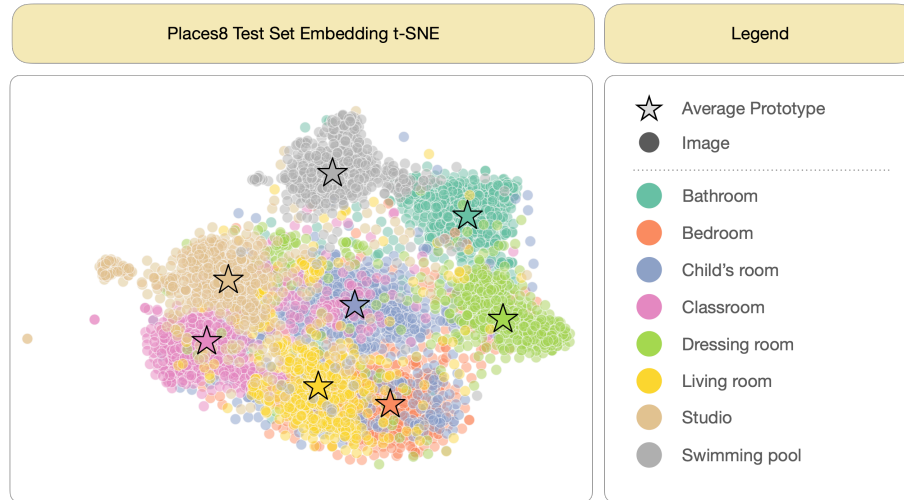 Places8 Test Set Embedding t-SNE
Legend
Average Prototype
Image
Bathroom
Bedroom
Child's room
Classroom
Dressing room
Living room
Studio
Swimming pool